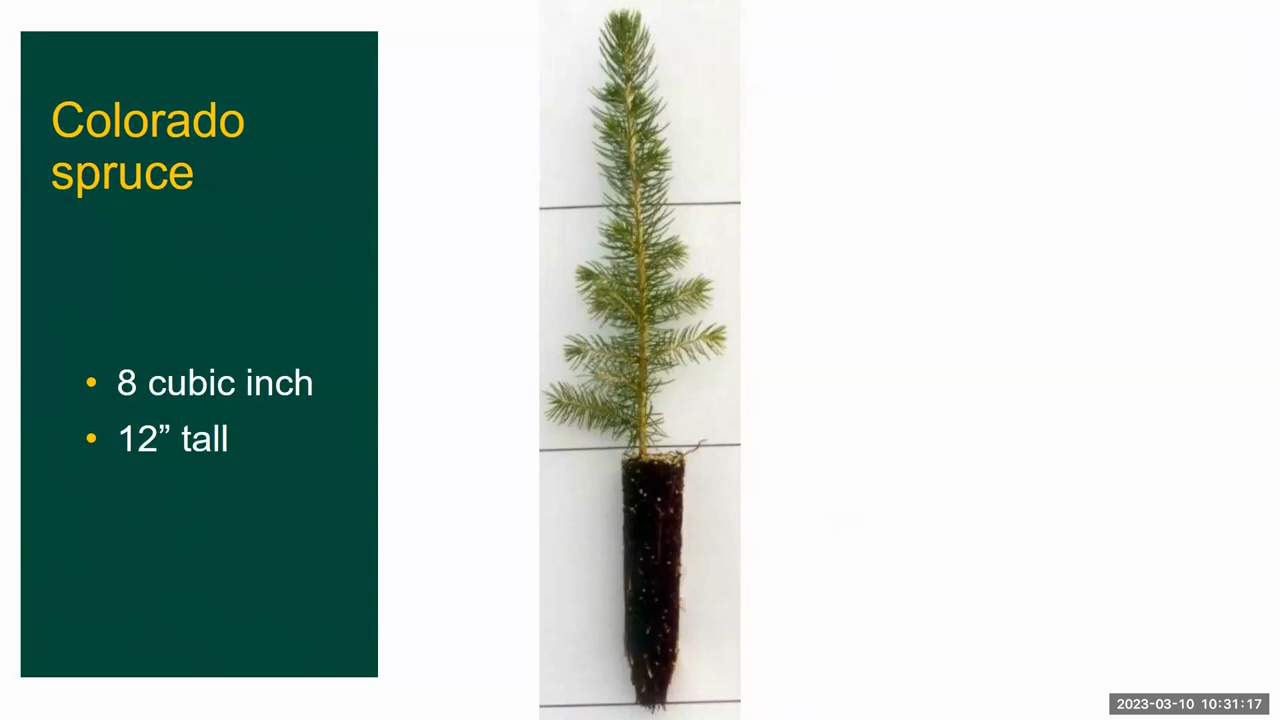 Colorado
spruce
• 8 cubic inch
• 12” tall
2023-03-10 10:31:17